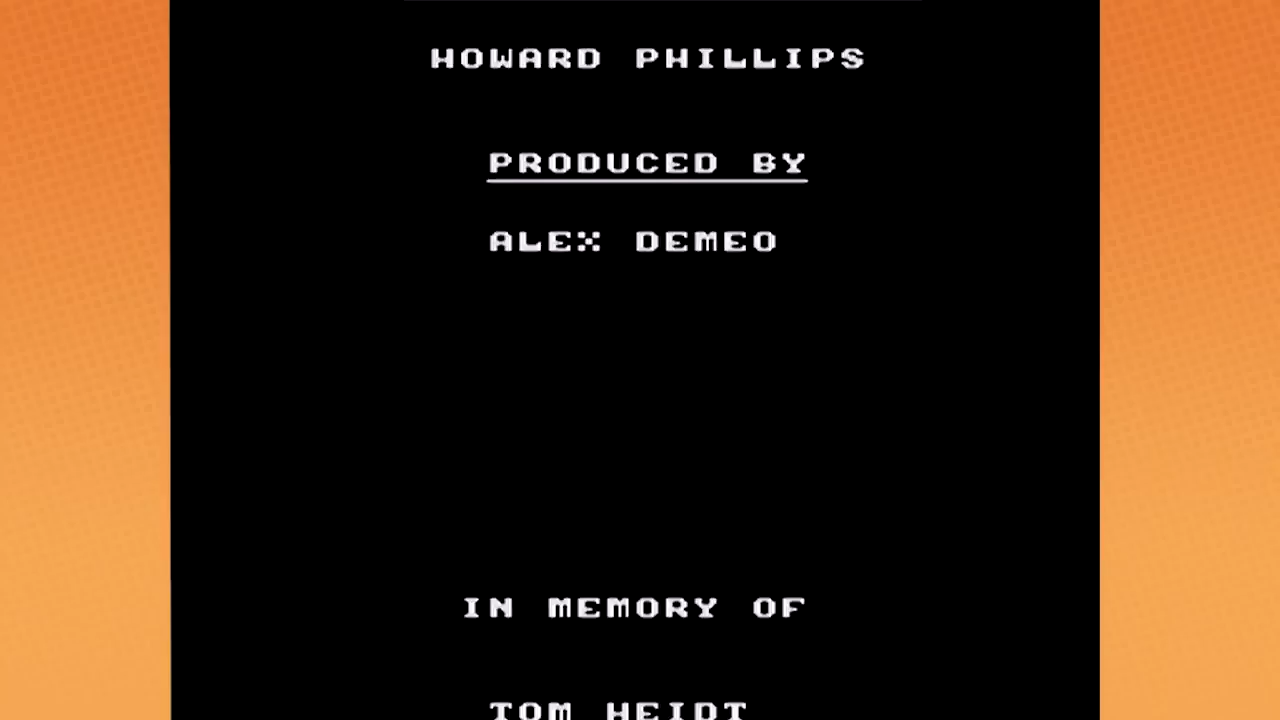 HOWARD PHILLIPS
PRODUCED BY
ALEX DEMEO
IN MEMORY OF
TOM HEIDT